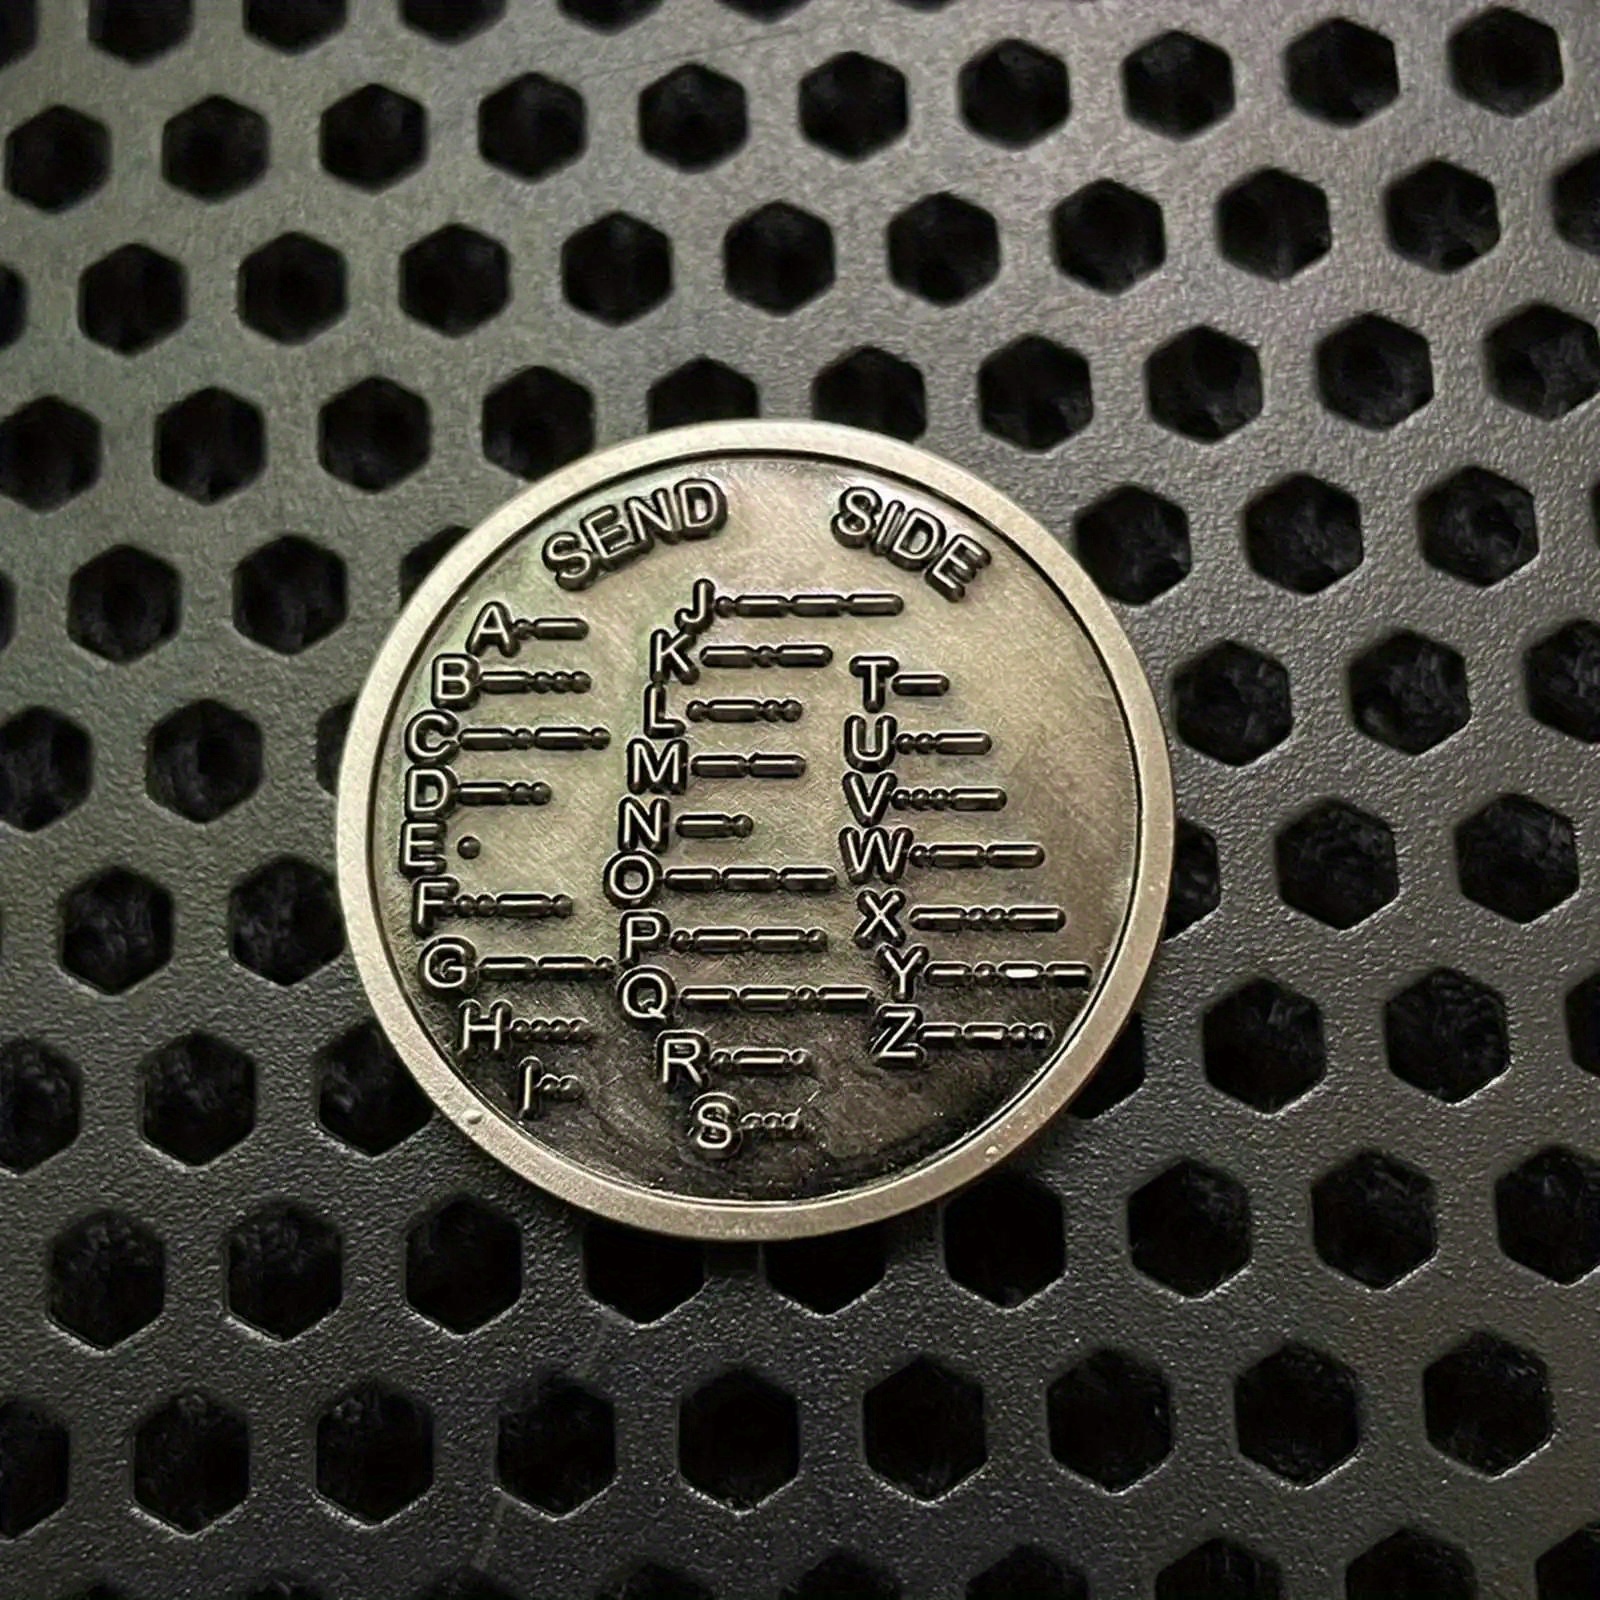 SEND SIDE
A·—
B—···
C—·—·
D—··
E·
F··—·
G——·
H····
I··
J·———
K—·—
L·—··
M——
N—·
O———
P·——·
Q——·—
R·—·
S···
T—
U··—
V···—
W·——
X—··—
Y—·——
Z——··